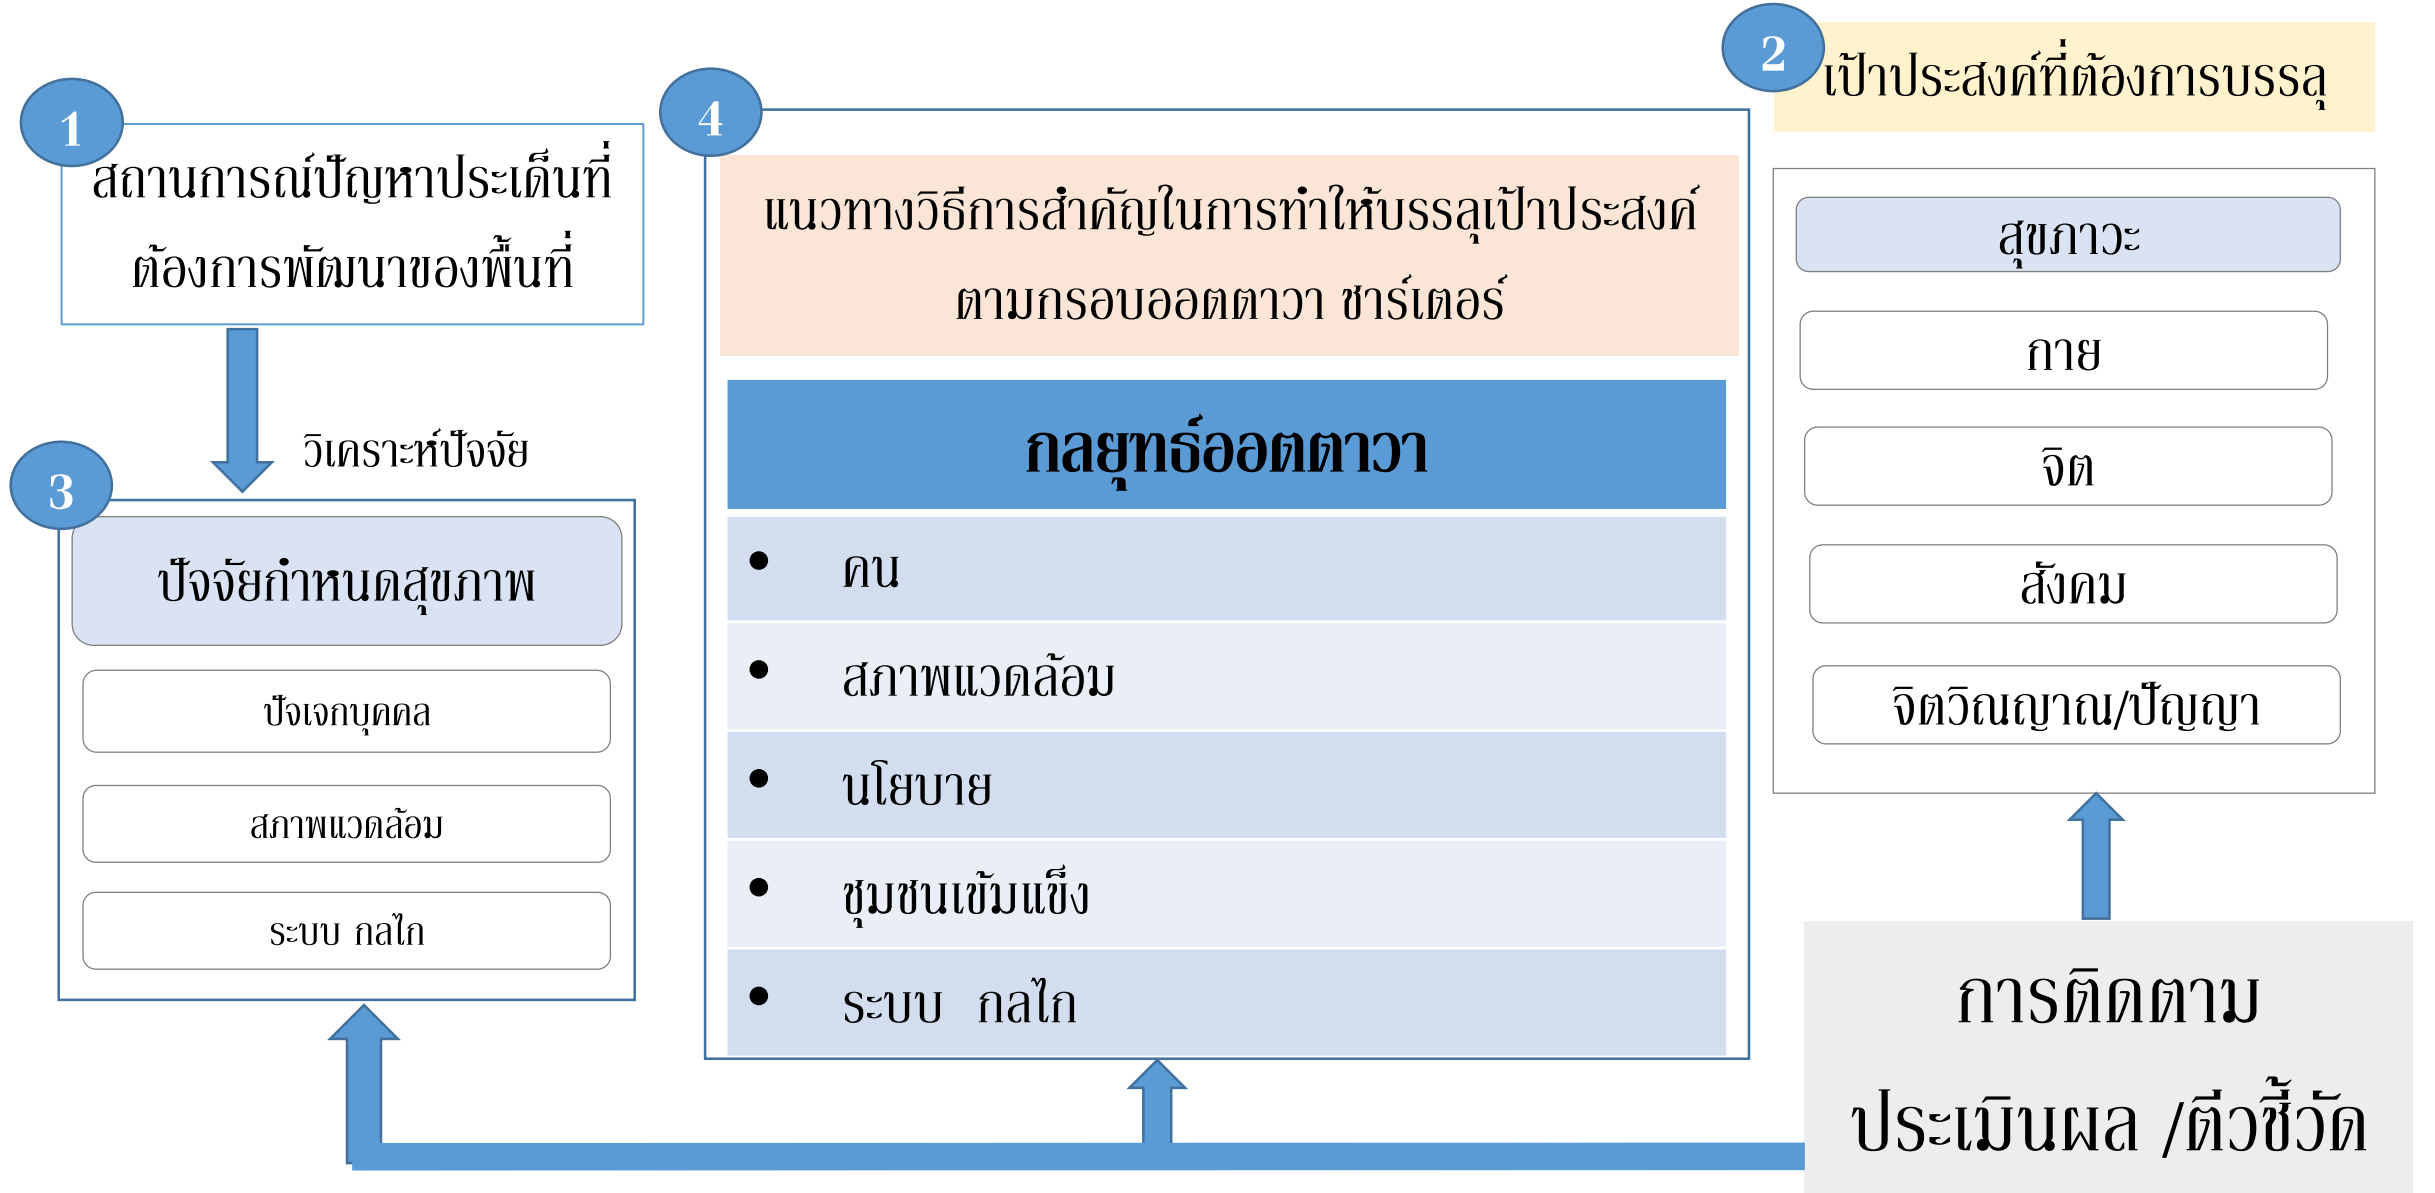 1
สถานการณ์ปัญหาประเด็นที่
ต้องการพัฒนาของพื้นที่
วิเคราะห์ปัจจัย
3
ปัจจัยกำหนดสุขภาพ
ปัจเจกบุคคล
สภาพแวดล้อม
ระบบ กลไก
4
แนวทางวิธีการสำคัญในการทำให้บรรลุเป้าประสงค์
ตามกรอบออตตาวา ชาร์เตอร์
กลยุทธ์ออตตาวา
• คน
• สภาพแวดล้อม
• นโยบาย
• ชุมชนเข้มแข็ง
• ระบบ กลไก
2
เป้าประสงค์ที่ต้องการบรรลุ
สุขภาวะ
กาย
จิต
สังคม
จิตวิณญาณ/ปัญญา
การติดตาม
ประเมินผล /ตีวชี้วัด